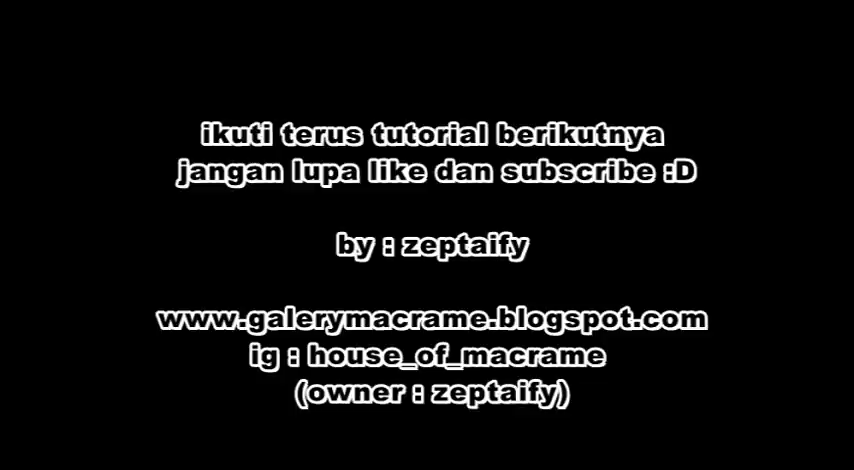 ikuti terus tutorial berikutnya
jangan lupa like dan subscribe :D
by : zeptaify
www.galerymacrame.blogspot.com
ig : house_of_macrame
(owner : zeptaify)